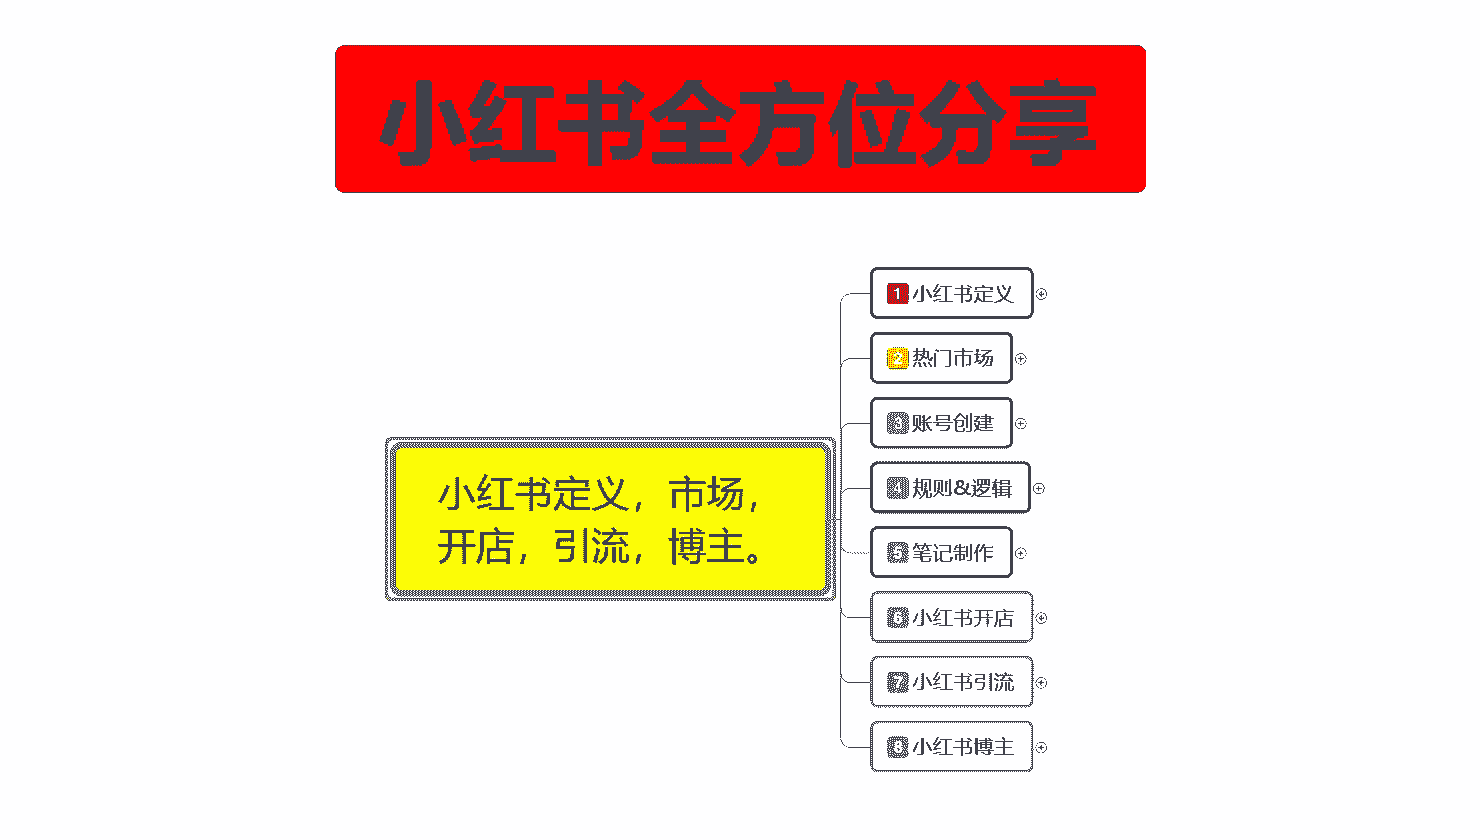 小红书全方位分享
1 小红书定义
2 热门市场
3 账号创建
4 规则&逻辑
5 笔记制作
小红书定义，市场，
开店，引流，博主。
6 小红书开店
7 小红书引流
8 小红书博主